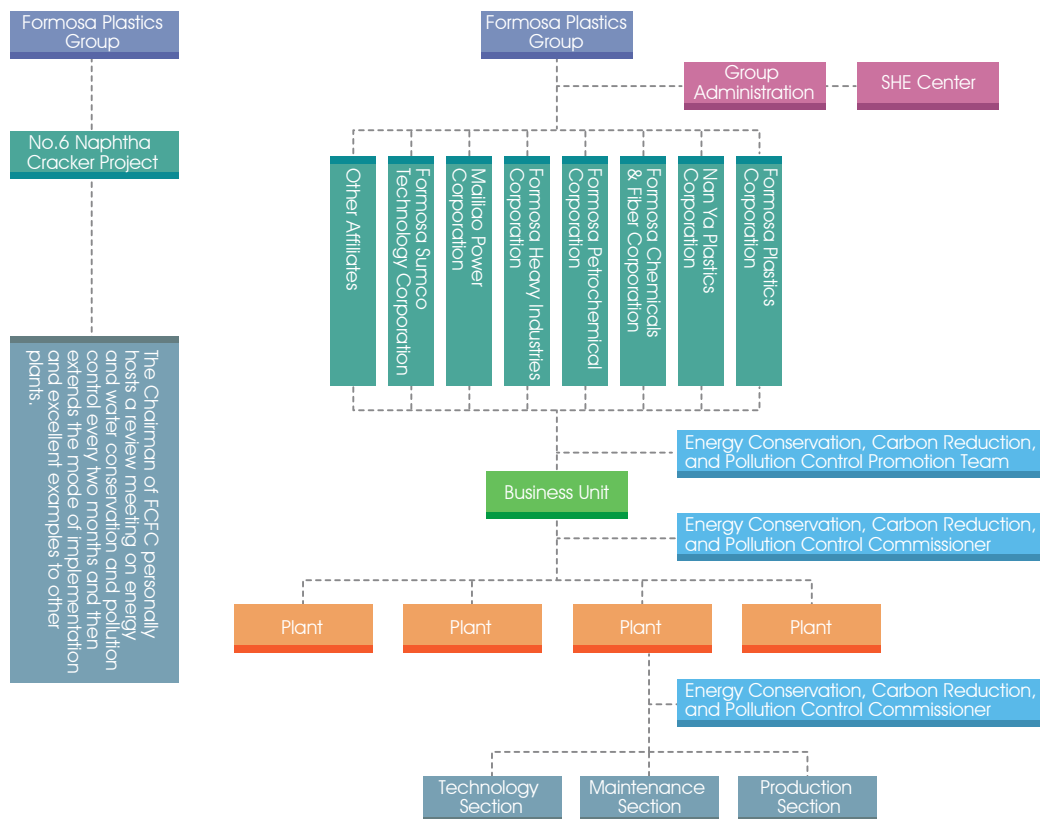 Formosa Plastics
Group
No.6 Naphtha
Cracker Project
The Chairman of FCFC personally
hosts a review meeting on energy
and water conservation and pollution
control every two months and then
extends the mode of implementation
and excellent examples to other
plants.
Formosa Plastics
Group
Group
Administration
SHE Center
Other Affiliates
Formosa Sumco
Technology Corporation
Mailiao Power
Corporation
Formosa Heavy Industries
Corporation
Formosa Petrochemical
Corporation
Formosa Chemicals
& Fiber Corporation
Nan Ya Plastics
Corporation
Formosa Plastics
Corporation
Energy Conservation, Carbon Reduction,
and Pollution Control Promotion Team
Business Unit
Energy Conservation, Carbon Reduction,
and Pollution Control Commissioner
Plant
Plant
Plant
Plant
Energy Conservation, Carbon Reduction,
and Pollution Control Commissioner
Technology
Section
Maintenance
Section
Production
Section